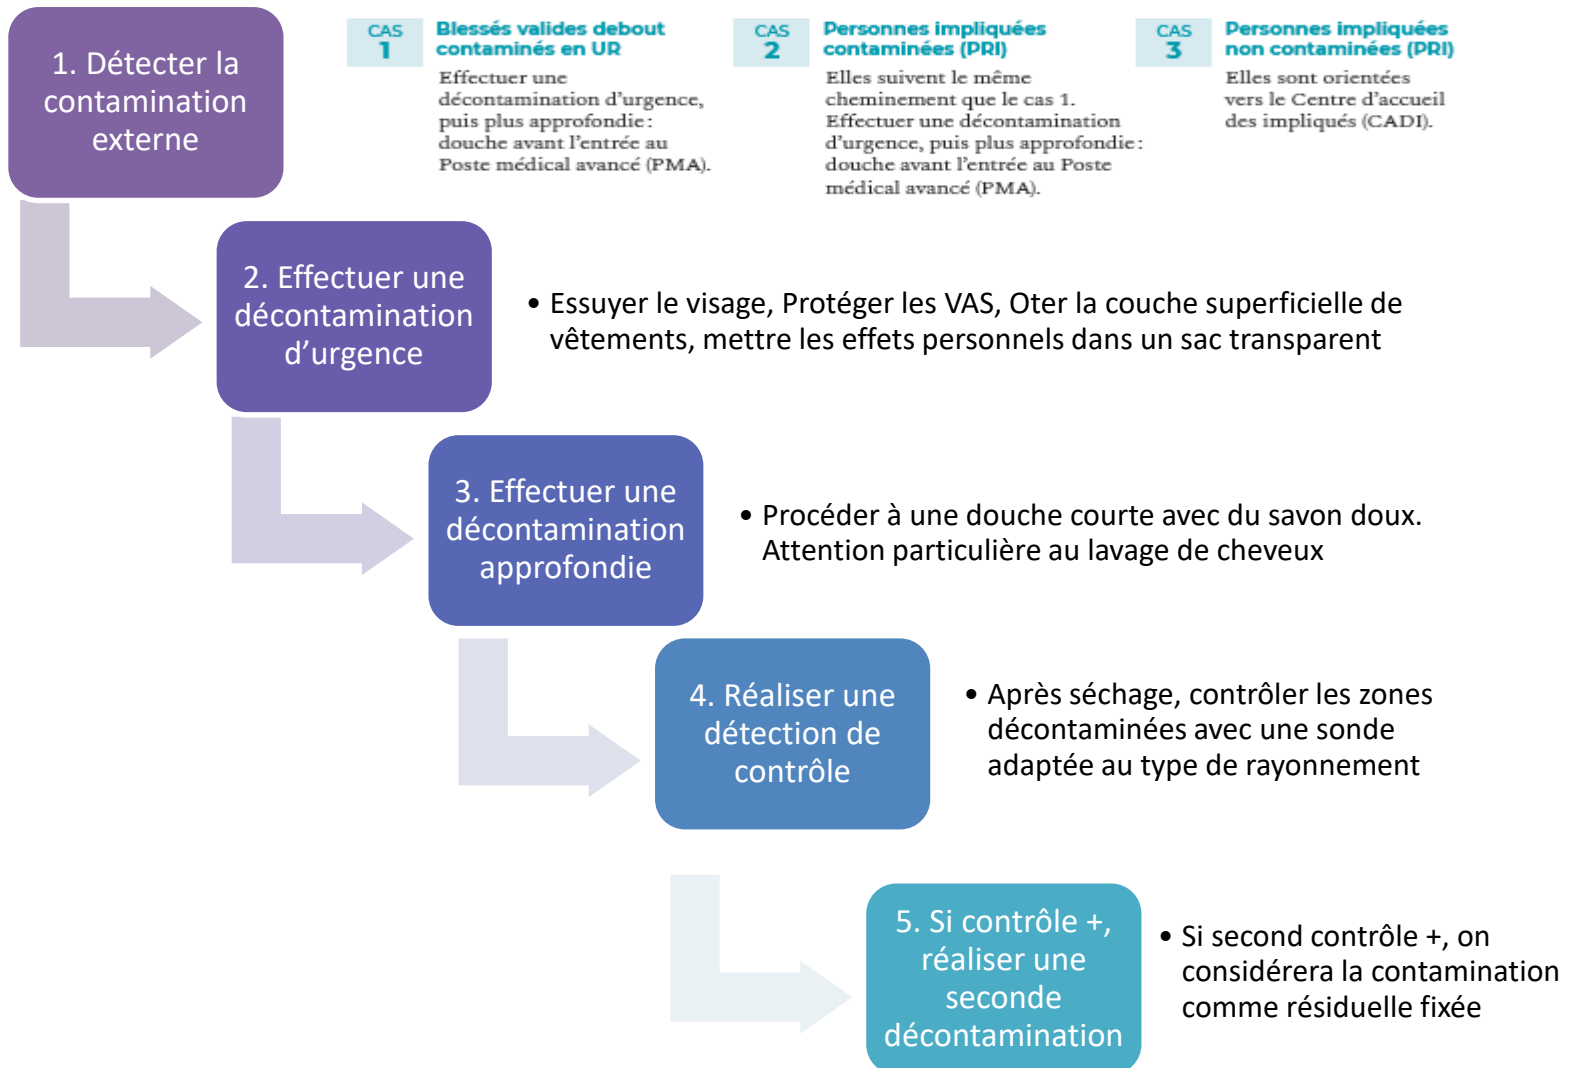 1. Détecter la
contamination
externe
CAS
1
Blessés valides debout
contaminés en UR
Effectuer une
décontamination d'urgence,
puis plus approfondie :
douche avant l'entrée au
Poste médical avancé (PMA).
CAS
2
Personnes impliquées
contaminées (PRI)
Elles suivent le même
cheminement que le cas 1.
Effectuer une décontamination
d'urgence, puis plus approfondie :
douche avant l'entrée au Poste
médical avancé (PMA).
CAS
3
Personnes impliquées
non contaminées (PRI)
Elles sont orientées
vers le Centre d'accueil
des impliqués (CADI).
2. Effectuer une
décontamination
d’urgence
• Essuyer le visage, Protéger les VAS, Oter la couche superficielle de
vêtements, mettre les effets personnels dans un sac transparent
3. Effectuer une
décontamination
approfondie
• Procéder à une douche courte avec du savon doux.
Attention particulière au lavage de cheveux
4. Réaliser une
détection de
contrôle
• Après séchage, contrôler les zones
décontaminées avec une sonde
adaptée au type de rayonnement
5. Si contrôle +,
réaliser une
seconde
décontamination
• Si second contrôle +, on
considérera la contamination
comme résiduelle fixée